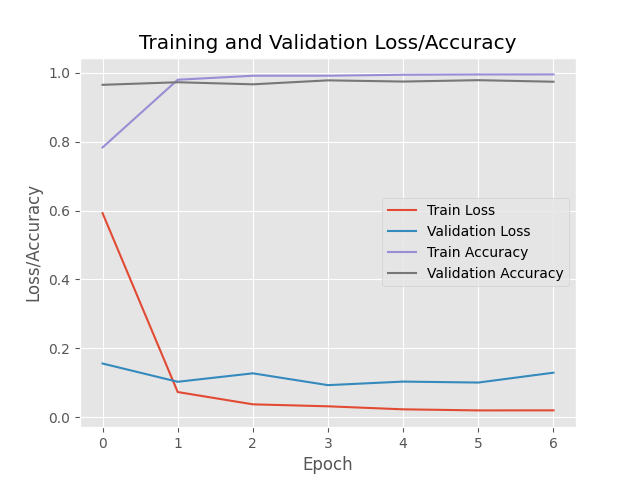 Training and Validation Loss/Accuracy
1.0
0.8
0.6
0.4
0.2
0.0
Loss/Accuracy
Train Loss
Validation Loss
Train Accuracy
Validation Accuracy
0 1 2 3 4 5 6
Epoch